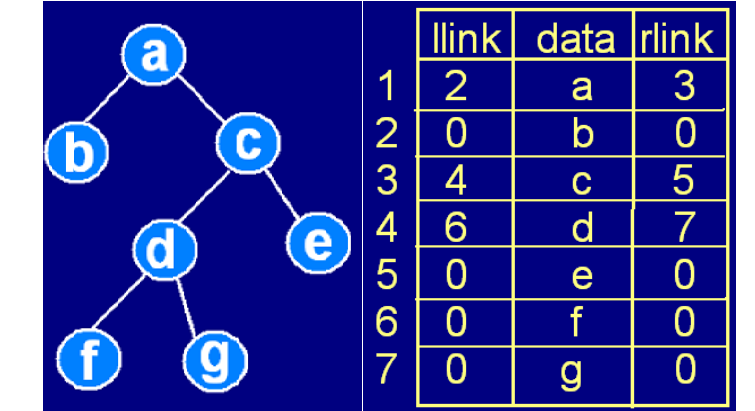 a
b
c
d
e
f
g
llink data rlink
1 2 a 3
2 0 b 0
3 4 c 5
4 6 d 7
5 0 e 0
6 0 f 0
7 0 g 0